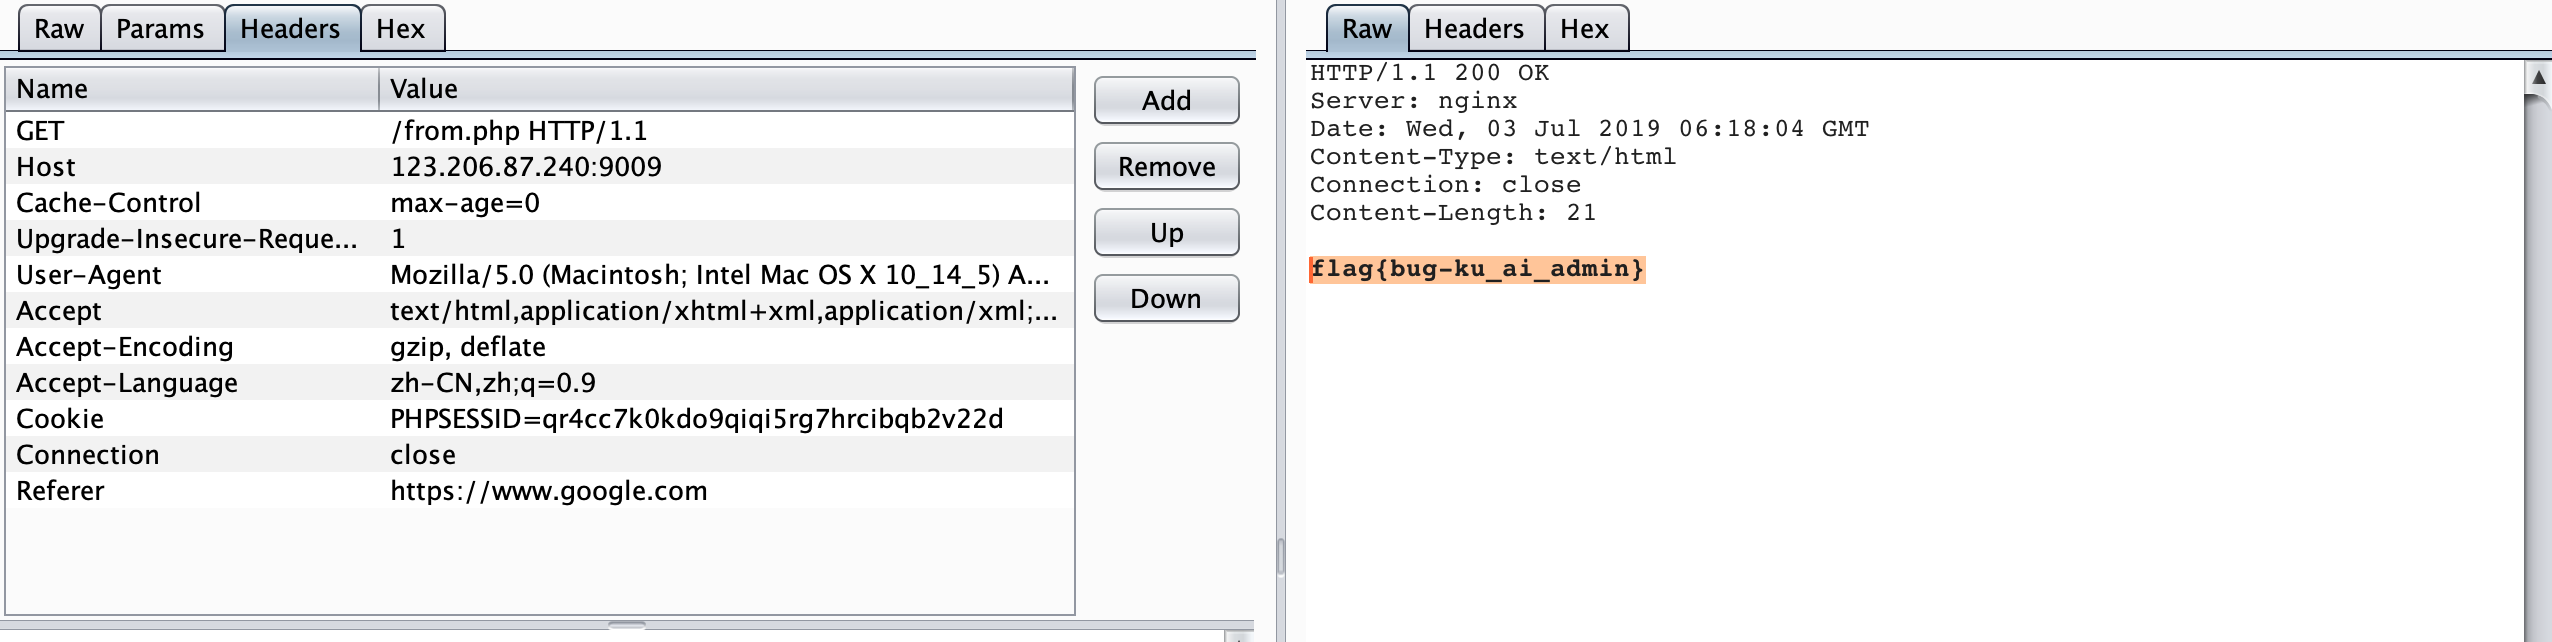 Raw Params Headers Hex
Name Value
GET /from.php HTTP/1.1
Host 123.206.87.240:9009
Cache-Control max-age=0
Upgrade-Insecure-Reque... 1
User-Agent Mozilla/5.0 (Macintosh; Intel Mac OS X 10_14_5) A...
Accept text/html,application/xhtml+xml,application/xml;...
Accept-Encoding gzip, deflate
Accept-Language zh-CN,zh;q=0.9
Cookie PHPSESSID=qr4cc7k0kdo9qiqi5rg7hrcibqb2v22d
Connection close
Referer https://www.google.com
Add
Remove
Up
Down
Raw Headers Hex
HTTP/1.1 200 OK
Server: nginx
Date: Wed, 03 Jul 2019 06:18:04 GMT
Content-Type: text/html
Connection: close
Content-Length: 21
flag{bug-ku_ai_admin}